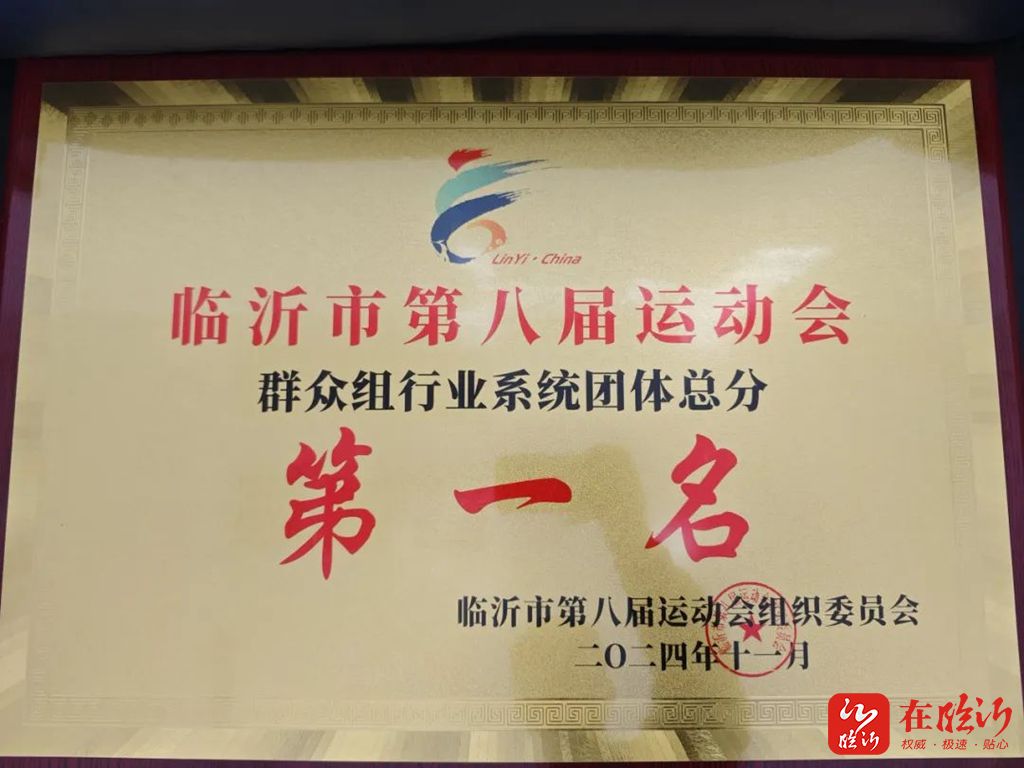 LinYi·China
临沂市第八届运动会
群众组行业系统团体总分
第一名
临沂市第八届运动会组织委员会
二〇二四年十一月
临沂
在临沂
权威·极速·贴心